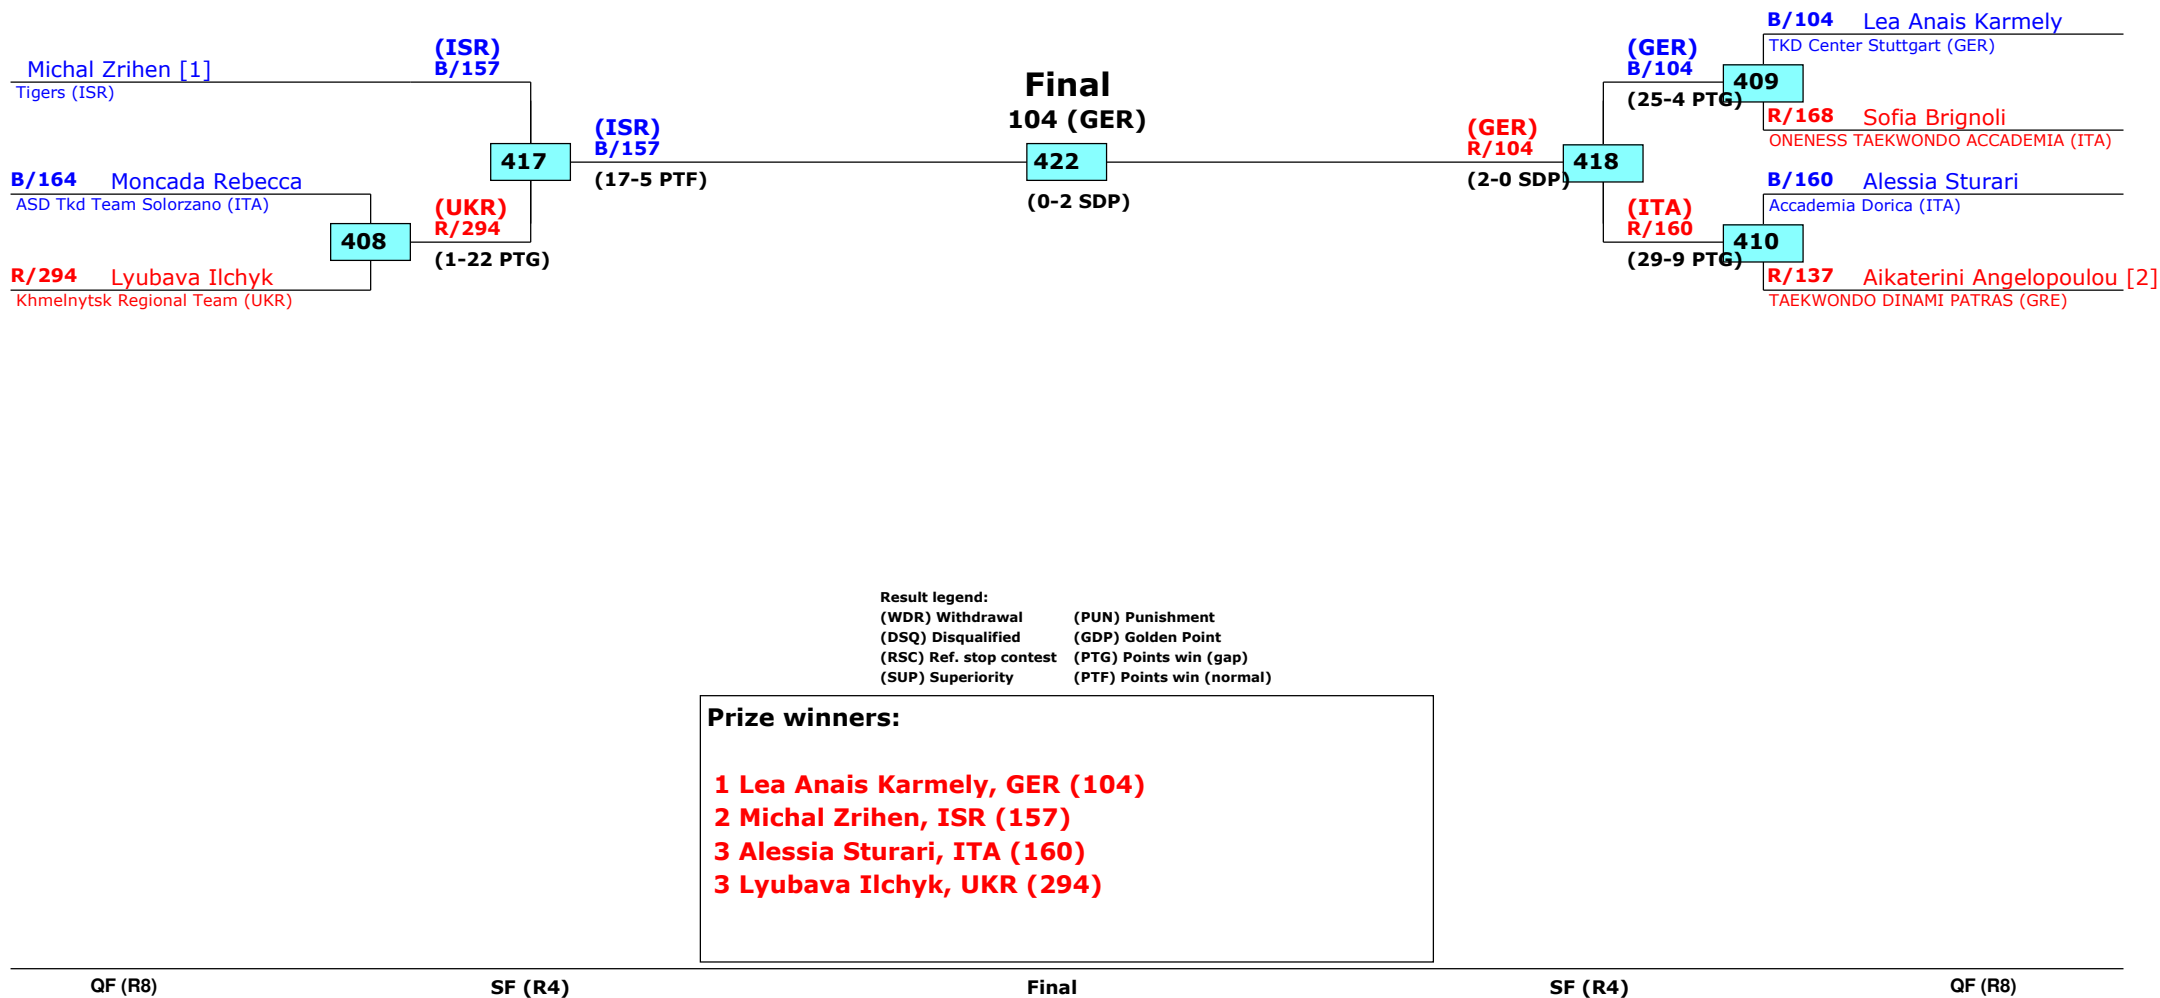 Michal Zrihen [1]
Tigers (ISR)
(ISR)
B/157
B/164 Moncada Rebecca
ASD Tkd Team Solorzano (ITA)
408
R/294 Lyubava Ilchyk
Khmelnytsk Regional Team (UKR)
(UKR)
R/294
(1-22 PTG)
417
(ISR)
B/157
(17-5 PTF)
Final
104 (GER)
422
(0-2 SDP)
(GER)
R/104
(2-0 SDP)
418
(GER)
B/104
(25-4 PTG)
409
B/104 Lea Anais Karmely
TKD Center Stuttgart (GER)
R/168 Sofia Brignoli
ONENESS TAEKWONDO ACCADEMIA (ITA)
(ITA)
R/160
(29-9 PTG)
410
B/160 Alessia Sturari
Accademia Dorica (ITA)
R/137 Aikaterini Angelopoulou [2]
TAEKWONDO DINAMI PATRAS (GRE)
Result legend:
(WDR) Withdrawal (PUN) Punishment
(DSQ) Disqualified (GDP) Golden Point
(RSC) Ref. stop contest (PTG) Points win (gap)
(SUP) Superiority (PTF) Points win (normal)
Prize winners:
1 Lea Anais Karmely, GER (104)
2 Michal Zrihen, ISR (157)
3 Alessia Sturari, ITA (160)
3 Lyubava Ilchyk, UKR (294)
QF (R8) SF (R4) Final SF (R4) QF (R8)